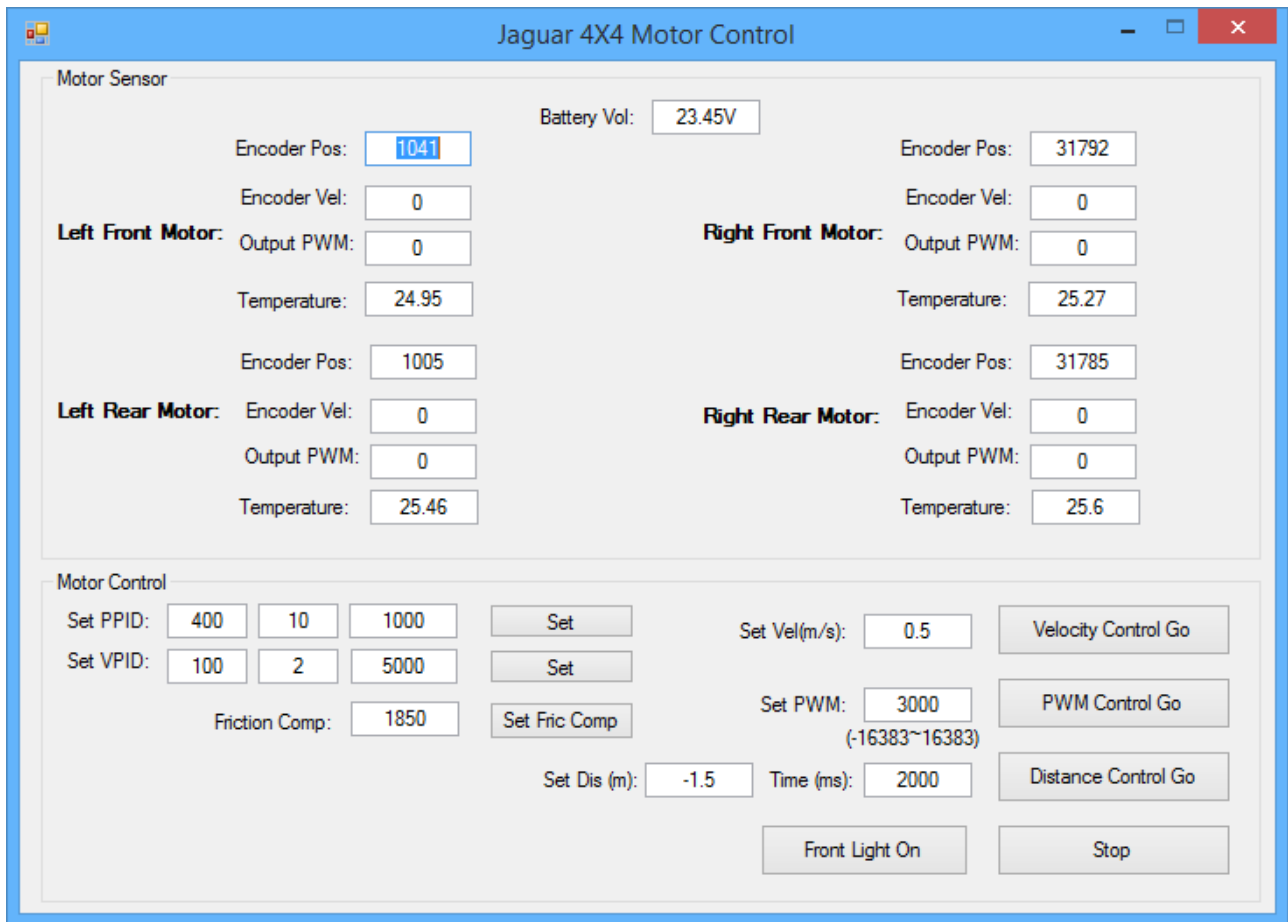 Jaguar 4X4 Motor Control
Motor Sensor
Battery Vol: 23.45V
Encoder Pos: 1041 Encoder Pos: 31792
Encoder Vel: 0 Encoder Vel: 0
Left Front Motor: Output PWM: 0 Right Front Motor: Output PWM: 0
Temperature: 24.95 Temperature: 25.27
Encoder Pos: 1005 Encoder Pos: 31785
Left Rear Motor: Encoder Vel: 0 Right Rear Motor: Encoder Vel: 0
Output PWM: 0 Output PWM: 0
Temperature: 25.46 Temperature: 25.6
Motor Control
Set PPID: 400 10 1000 Set Set Vel(m/s): 0.5 Velocity Control Go
Set VPID: 100 2 5000 Set
Friction Comp: 1850 Set Fric Comp Set PWM: 3000 PWM Control Go
(-16383~16383)
Set Dis (m): -1.5 Time (ms): 2000 Distance Control Go
Front Light On Stop